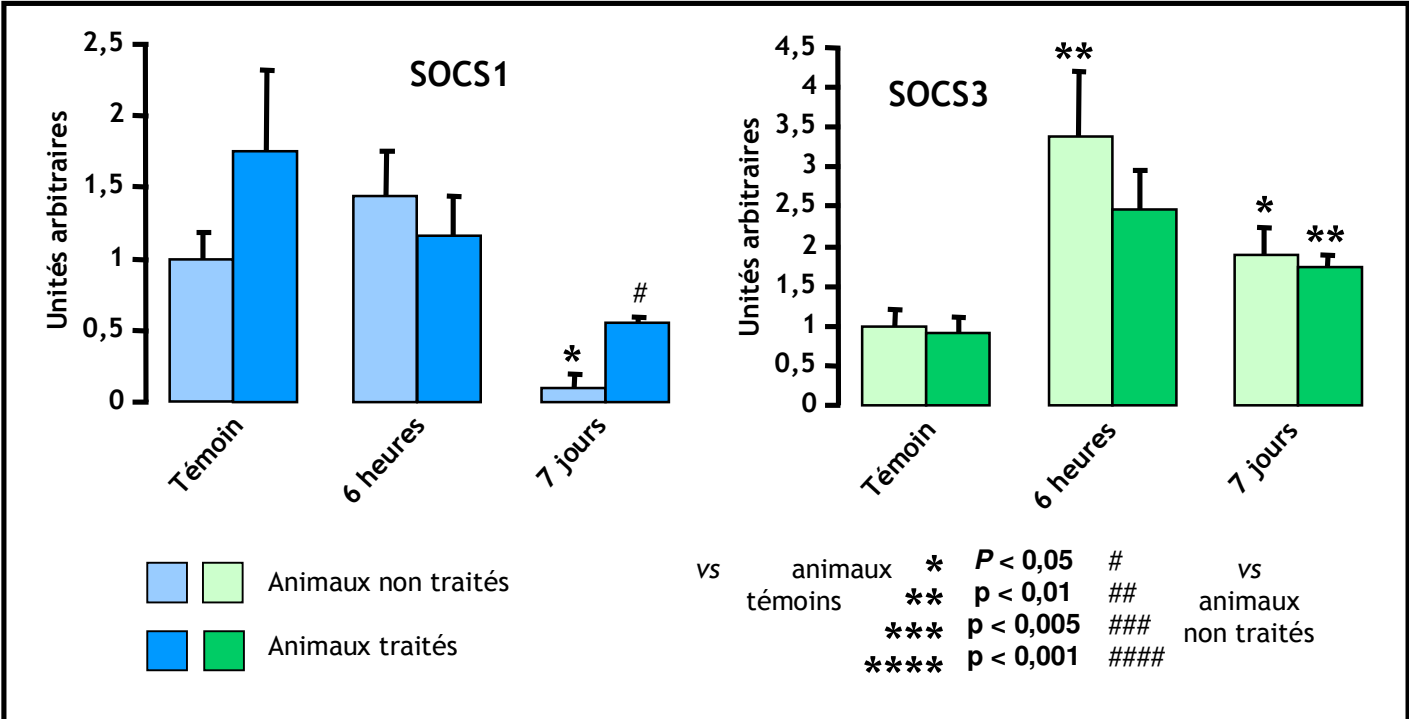 SOCS1
Unités arbitraires
2,5
2
1,5
1
0,5
0
*
#
Témoin
6 heures
7 jours
SOCS3
Unités arbitraires
4,5
4
3,5
3
2,5
2
1,5
1
0,5
0
**
*
**
Témoin
6 heures
7 jours
Animaux non traités
Animaux traités
vs animaux témoins
* P < 0,05 #
** p < 0,01 ##
*** p < 0,005 ###
**** p < 0,001 ####
vs
animaux
non traités